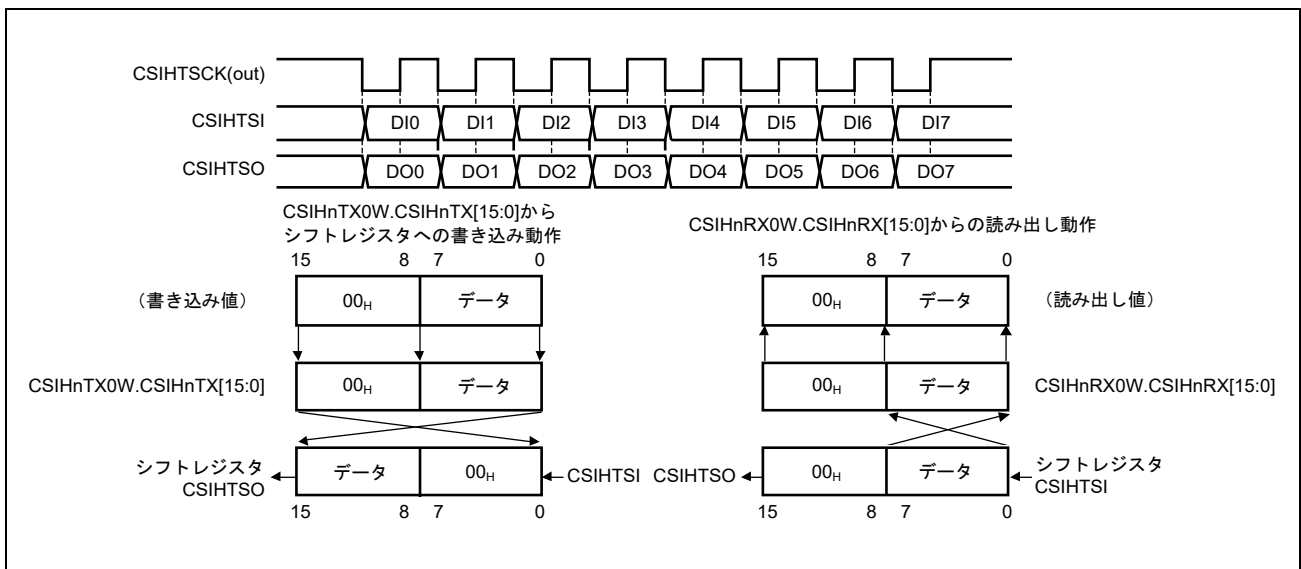 CSIHTSCK(out)
CSIHTSI DI0 DI1 DI2 DI3 DI4 DI5 DI6 DI7
CSIHTSO DO0 DO1 DO2 DO3 DO4 DO5 DO6 DO7
CSIHnTX0W.CSIHnTX[15:0]から
シフトレジスタへの書き込み動作
15 8 7 0
（書き込み値） 00H データ
CSIHnTX0W.CSIHnTX[15:0] 00H データ
シフトレジスタ
CSIHTSO データ 00H CSIHTSI
15 8 7 0
CSIHnRX0W.CSIHnRX[15:0]からの読み出し動作
15 8 7 0
00H データ （読み出し値）
00H データ CSIHnRX0W.CSIHnRX[15:0]
CSIHTSO 00H データ シフトレジスタ
CSIHTSI
15 8 7 0